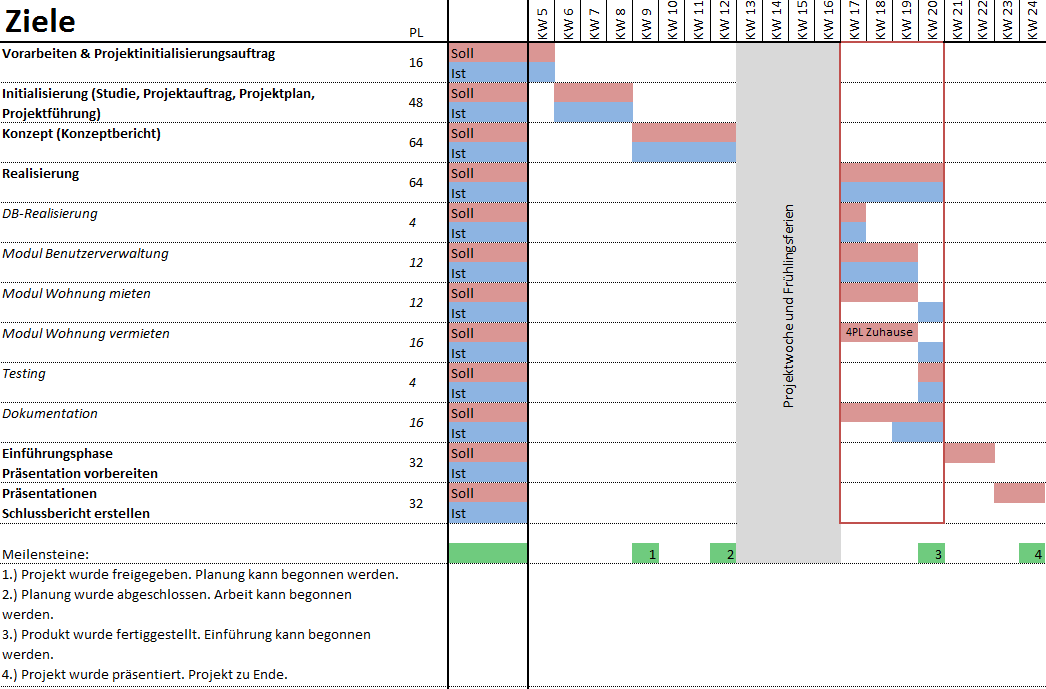 Ziele
PL
KW 5
KW 6
KW 7
KW 8
KW 9
KW 10
KW 11
KW 12
KW 13
KW 14
KW 15
KW 16
KW 17
KW 18
KW 19
KW 20
KW 21
KW 22
KW 23
KW 24
Vorarbeiten & Projektinitialisierungsauftrag
16
Soll
Ist
Initialisierung (Studie, Projektauftrag, Projektplan,
Projektführung)
48
Soll
Ist
Konzept (Konzeptbericht)
64
Soll
Ist
Realisierung
64
Soll
Ist
DB-Realisierung
4
Soll
Ist
Modul Benutzerverwaltung
12
Soll
Ist
Modul Wohnung mieten
12
Soll
Ist
Modul Wohnung vermieten
16
Soll
4PL Zuhause
Ist
Testing
4
Soll
Ist
Dokumentation
16
Soll
Ist
Einführungsphase
Präsentation vorbereiten
32
Soll
Ist
Präsentationen
Schlussbericht erstellen
32
Soll
Ist
Projektwoche und Frühlingsferien
Meilensteine:
1
2
3
4
1.) Projekt wurde freigegeben. Planung kann begonnen werden.
2.) Planung wurde abgeschlossen. Arbeit kann begonnen
werden.
3.) Produkt wurde fertiggestellt. Einführung kann begonnen
werden.
4.) Projekt wurde präsentiert. Projekt zu Ende.